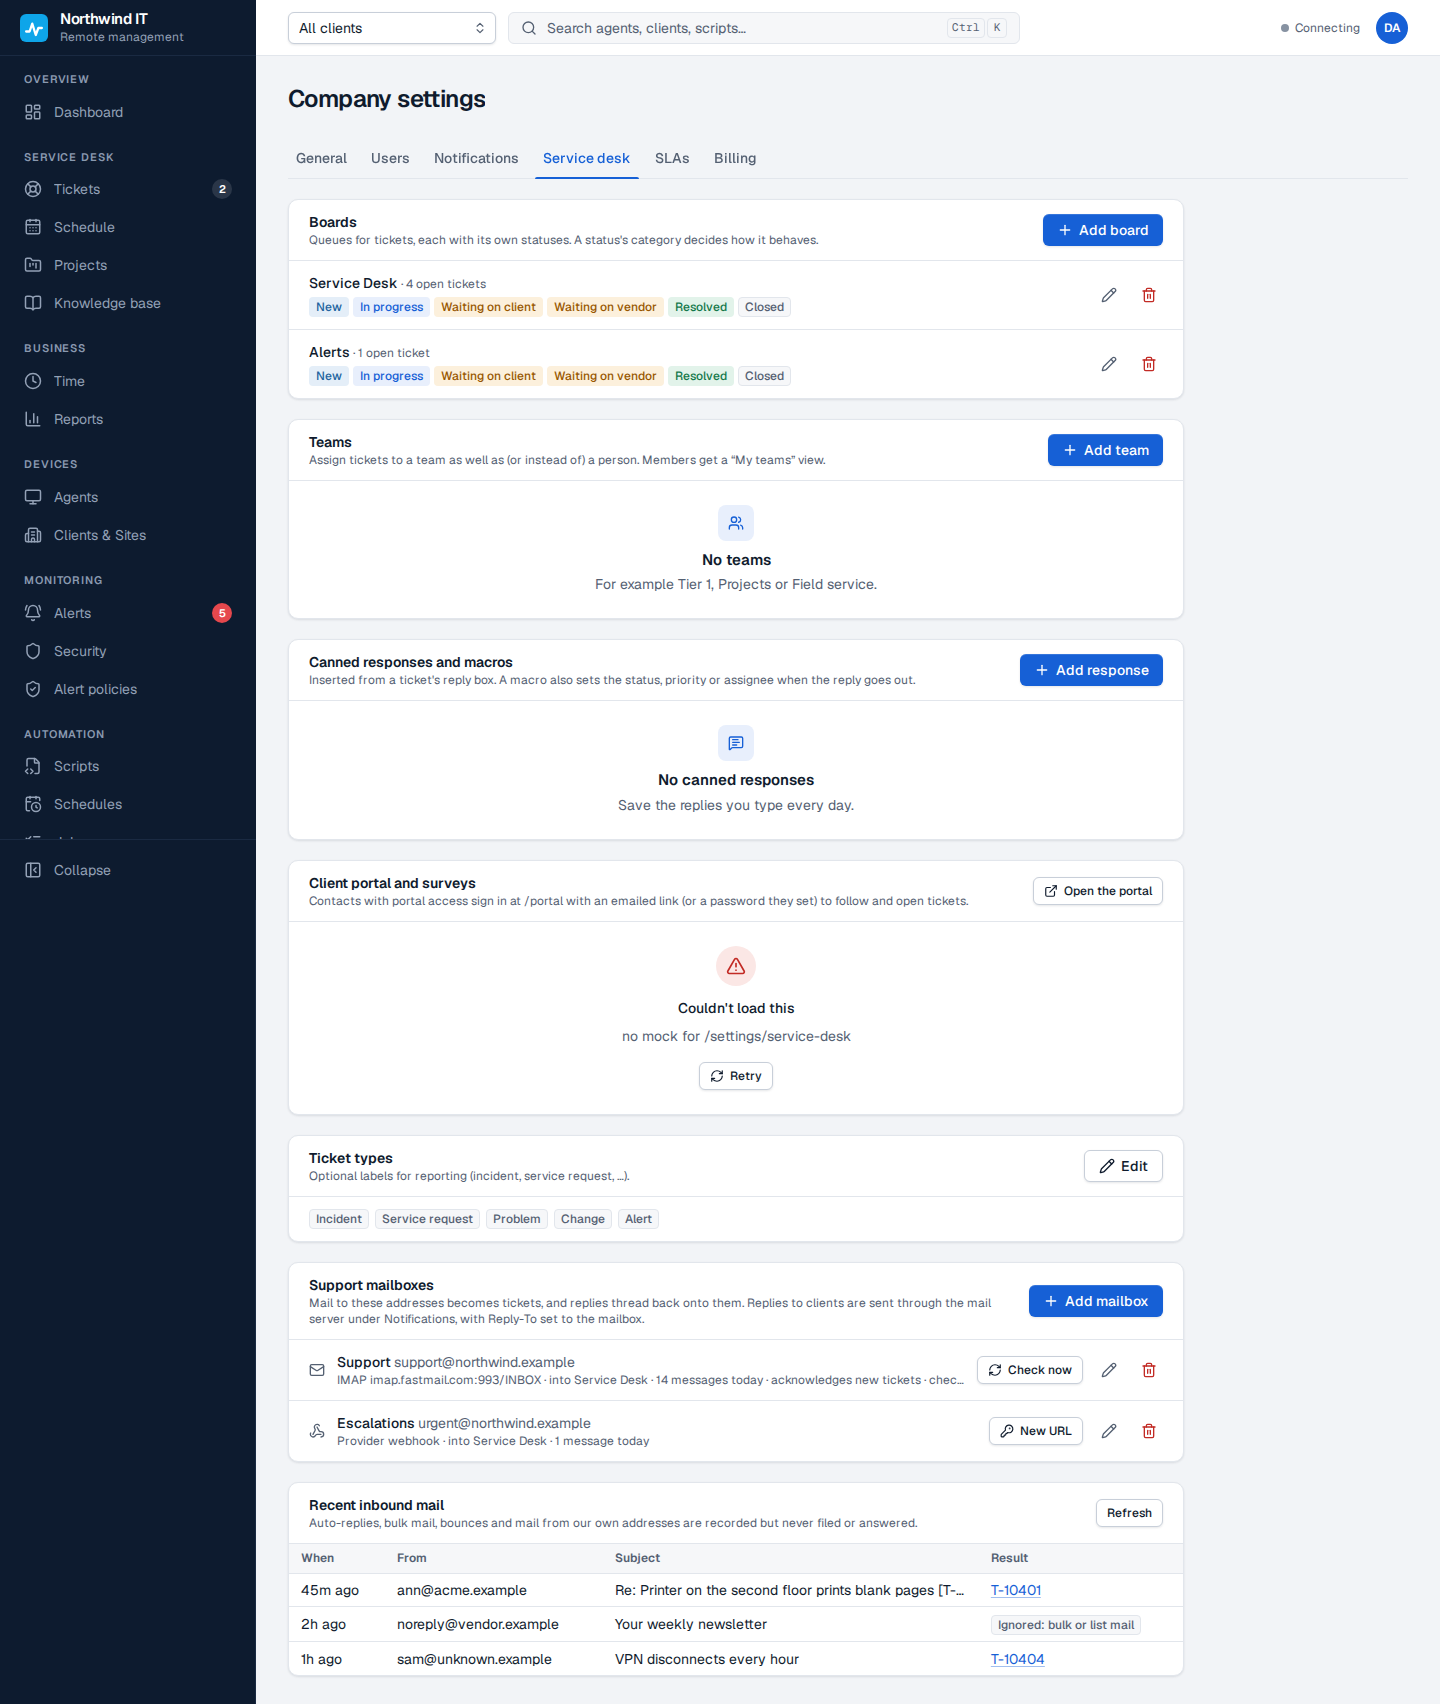 Northwind IT
Remote management
All clients
Search agents, clients, scripts...
Ctrl K
Connecting
DA
OVERVIEW
Dashboard
SERVICE DESK
Tickets 2
Schedule
Projects
Knowledge base
BUSINESS
Time
Reports
DEVICES
Agents
Clients & Sites
MONITORING
Alerts 5
Security
Alert policies
AUTOMATION
Scripts
Schedules
Collapse
Company settings
General Users Notifications Service desk SLAs Billing
Boards
Queues for tickets, each with its own statuses. A status's category decides how it behaves.
Add board
Service Desk · 4 open tickets
New In progress Waiting on client Waiting on vendor Resolved Closed
Alerts · 1 open ticket
New In progress Waiting on client Waiting on vendor Resolved Closed
Teams
Assign tickets to a team as well as (or instead of) a person. Members get a “My teams” view.
Add team
No teams
For example Tier 1, Projects or Field service.
Canned responses and macros
Inserted from a ticket's reply box. A macro also sets the status, priority or assignee when the reply goes out.
Add response
No canned responses
Save the replies you type every day.
Client portal and surveys
Contacts with portal access sign in at /portal with an emailed link (or a password they set) to follow and open tickets.
Open the portal
Couldn't load this
no mock for /settings/service-desk
Retry
Ticket types
Optional labels for reporting (incident, service request, …).
Edit
Incident Service request Problem Change Alert
Support mailboxes
Mail to these addresses becomes tickets, and replies thread back onto them. Replies to clients are sent through the mail
server under Notifications, with Reply-To set to the mailbox.
Add mailbox
Support support@northwind.example
IMAP imap.fastmail.com:993/INBOX · into Service Desk · 14 messages today · acknowledges new tickets · chec...
Check now
Escalations urgent@northwind.example
Provider webhook · into Service Desk · 1 message today
New URL
Recent inbound mail
Auto-replies, bulk mail, bounces and mail from our own addresses are recorded but never filed or answered.
Refresh
When From Subject Result
45m ago ann@acme.example Re: Printer on the second floor prints blank pages [T-... T-10401
2h ago noreply@vendor.example Your weekly newsletter Ignored: bulk or list mail
1h ago sam@unknown.example VPN disconnects every hour T-10404